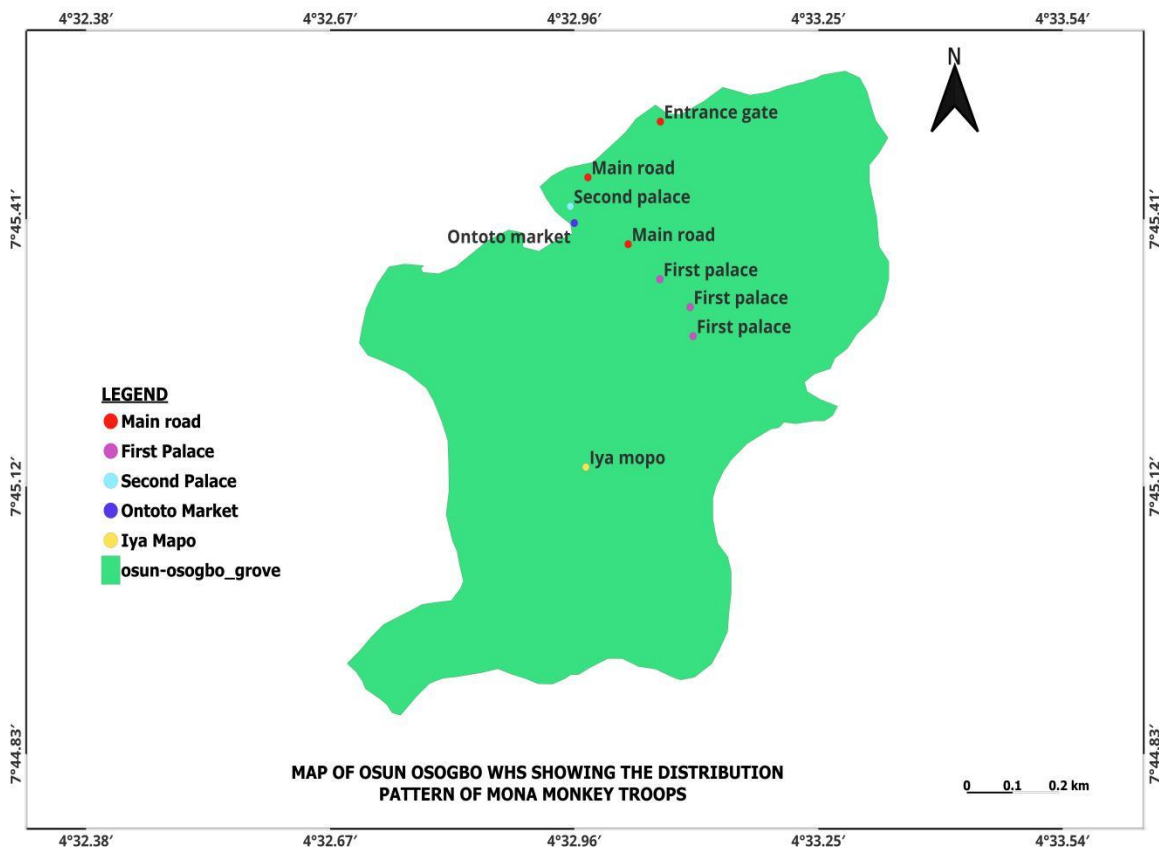 4°32.38 4°32.67 4°32.96 4°33.25 4°33.54
N
Entrance gate
Main road
Second palace
7°45.41′ 7°45.41′
Ontoto market
Main road
First palace
First palace
First palace
LEGEND
Main road
First Palace
Second Palace
Ontoto Market
Iya Mapo
osun-osogbo_grove
Iya mopo
7°45.12′ 7°45.12′
7°44.83′ 7°44.83′
MAP OF OSUN OSOGBO WHS SHOWING THE DISTRIBUTION
PATTERN OF MONA MONKEY TROOPS
0 0.1 0.2 km
4°32.38 4°32.67 4°32.96 4°33.25 4°33.54